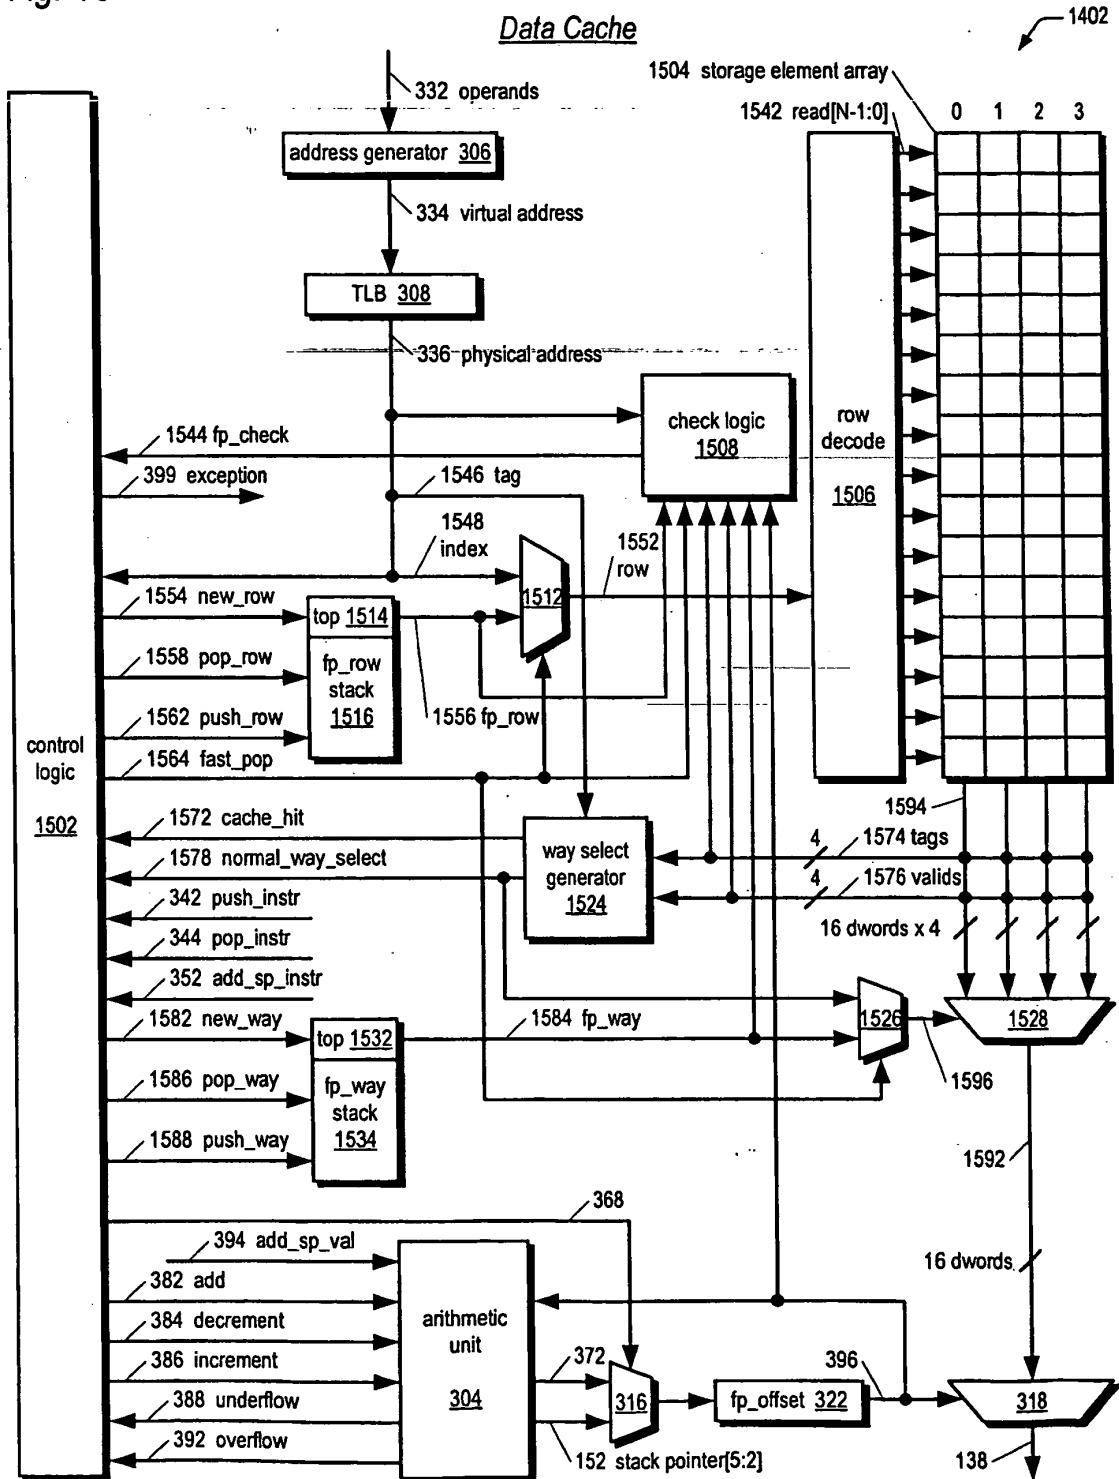 Data Cache
1402
1504 storage element array
332 operands
1542 read[N-1:0]
0 1 2 3
address generator 306
334 virtual address
TLB 308
336 physical address
check logic
1508
row
decode
1506
1544 fp_check
399 exception
1546 tag
1548
index
1552
row
1512
1554 new_row
top 1514
1558 pop_row
fp_row
stack
1516
1556 fp_row
1562 push_row
1564 fast_pop
control
logic
1502
1594
1572 cache_hit
way select
generator
1524
4
1574 tags
1578 normal_way_select
4
1576 valids
342 push_instr
16 dwords x 4
344 pop_instr
352 add_sp_instr
1582 new_way
top 1532
1584 fp_way
1526
1528
1596
1586 pop_way
fp_way
stack
1534
1588 push_way
1592
368
394 add_sp_val
16 dwords
382 add
384 decrement
arithmetic
unit
304
386 increment
372
316
fp_offset 322
396
318
388 underflow
392 overflow
152 stack pointer[5:2]
138